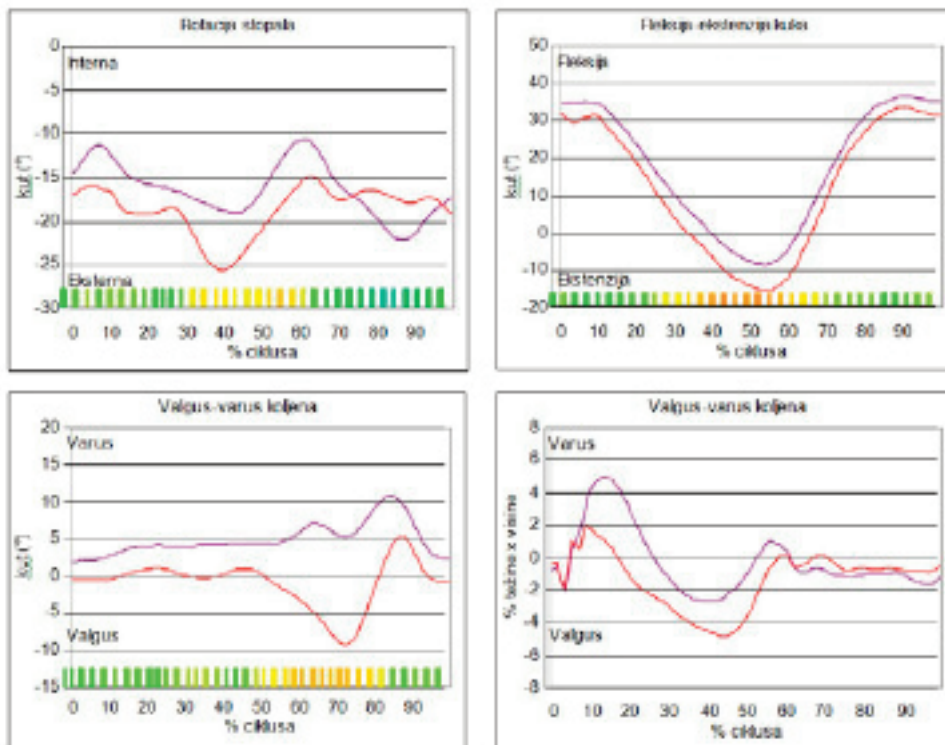 Rotacija stopala
0
Interna
-5
-10
-15
-20
-25
Eksterna
-30
kut (°)
0 10 20 30 40 50 60 70 80 90
% ciklusa
Fleksija-ekstenzija kuka
50
Fleksija
40
30
20
10
0
-10
Ekstenzija
-20
kut (°)
0 10 20 30 40 50 60 70 80 90
% ciklusa
Valgus-varus koljena
20
Varus
15
10
5
0
-5
Valgus
-10
-15
kut (°)
0 10 20 30 40 50 60 70 80 90
% ciklusa
Valgus-varus koljena
8
Varus
6
4
2
0
-2
-4
Valgus
-6
-8
% težine x visine
0 10 20 30 40 50 60 70 80 90
% ciklusa